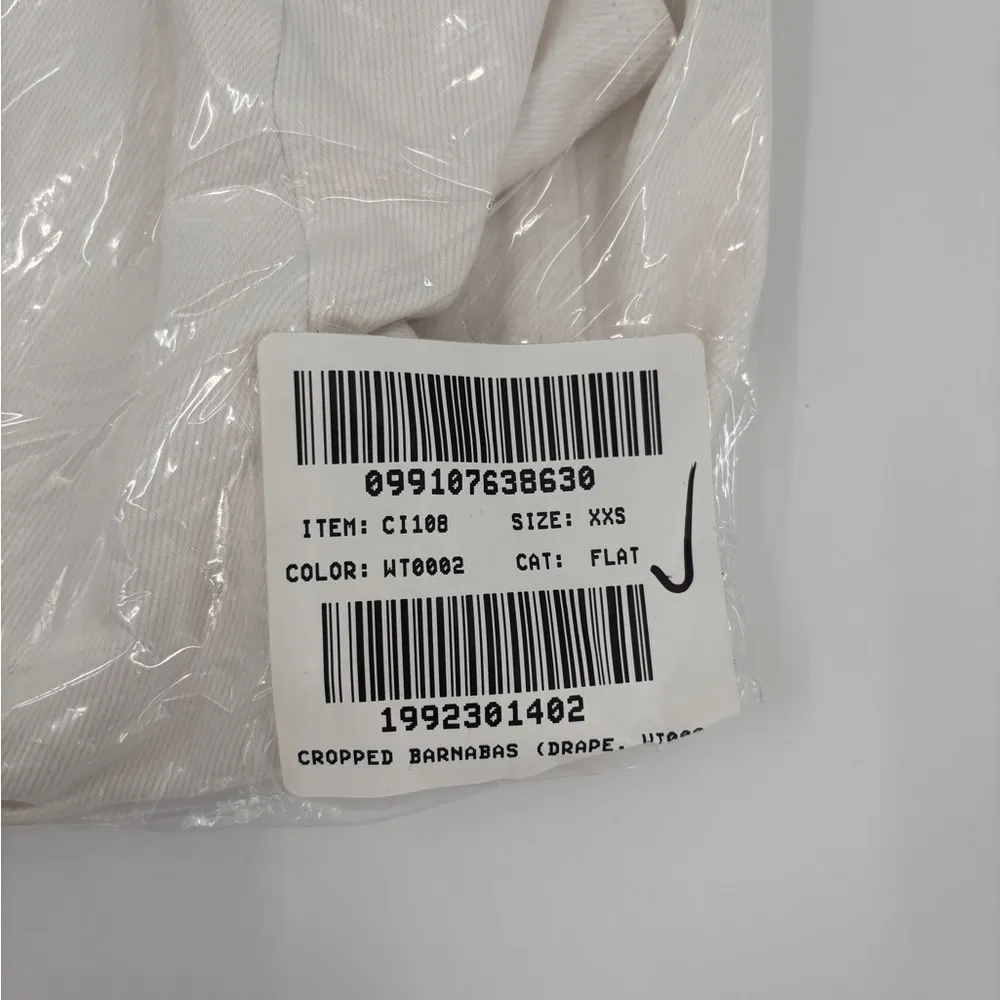 099107638630
ITEM: CI108 SIZE: XXS
COLOR: WT0002 CAT: FLAT
1992301402
CROPPED BARNABAS (DRAPE.